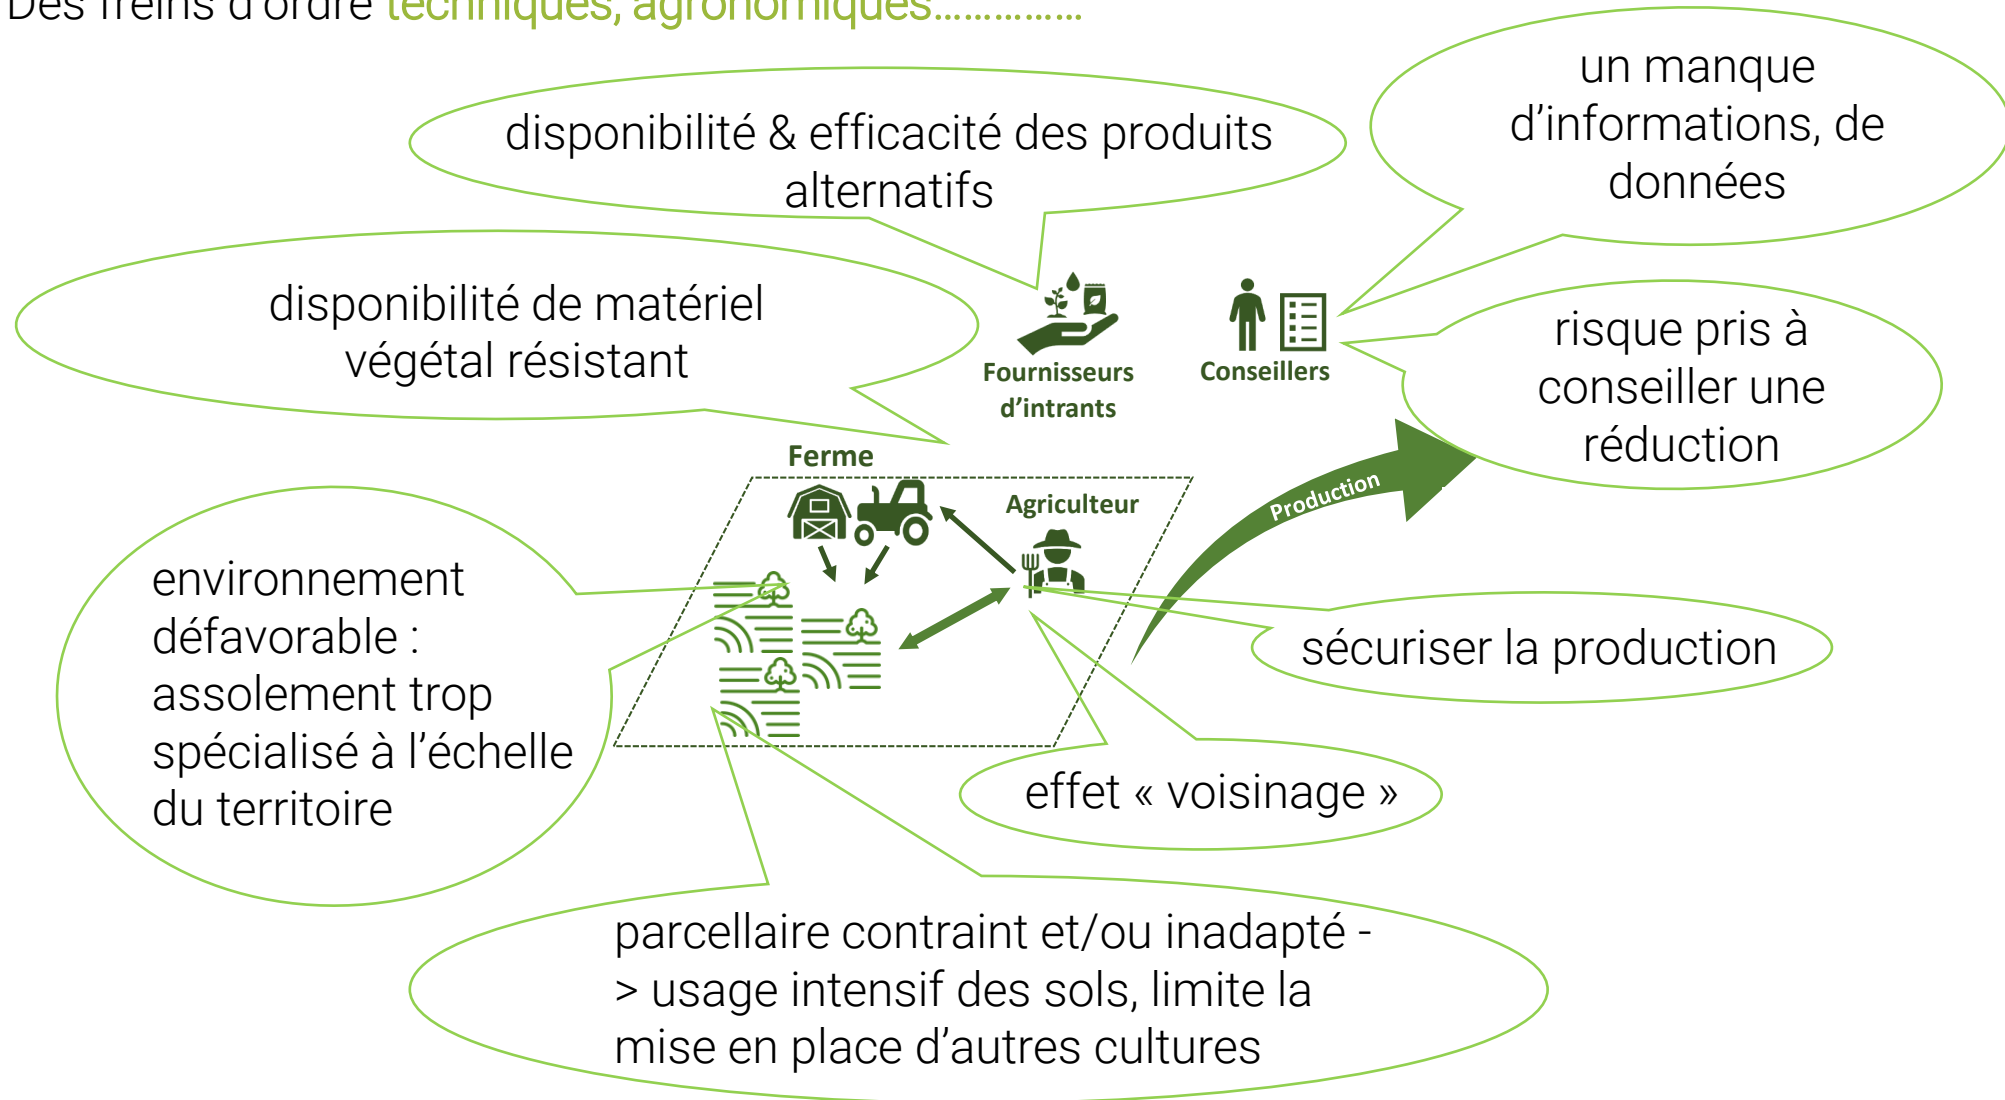 Des freins d'ordre techniques, agronomiques……………
un manque
d'informations, de
données
disponibilité & efficacité des produits
alternatifs
disponibilité de matériel
végétal résistant
Fournisseurs
d'intrants
Conseillers
risque pris à
conseiller une
réduction
Ferme
Agriculteur
Production
environnement
défavorable :
assolement trop
spécialisé à l'échelle
du territoire
sécuriser la production
effet « voisinage »
parcellaire contraint et/ou inadapté -
> usage intensif des sols, limite la
mise en place d'autres cultures